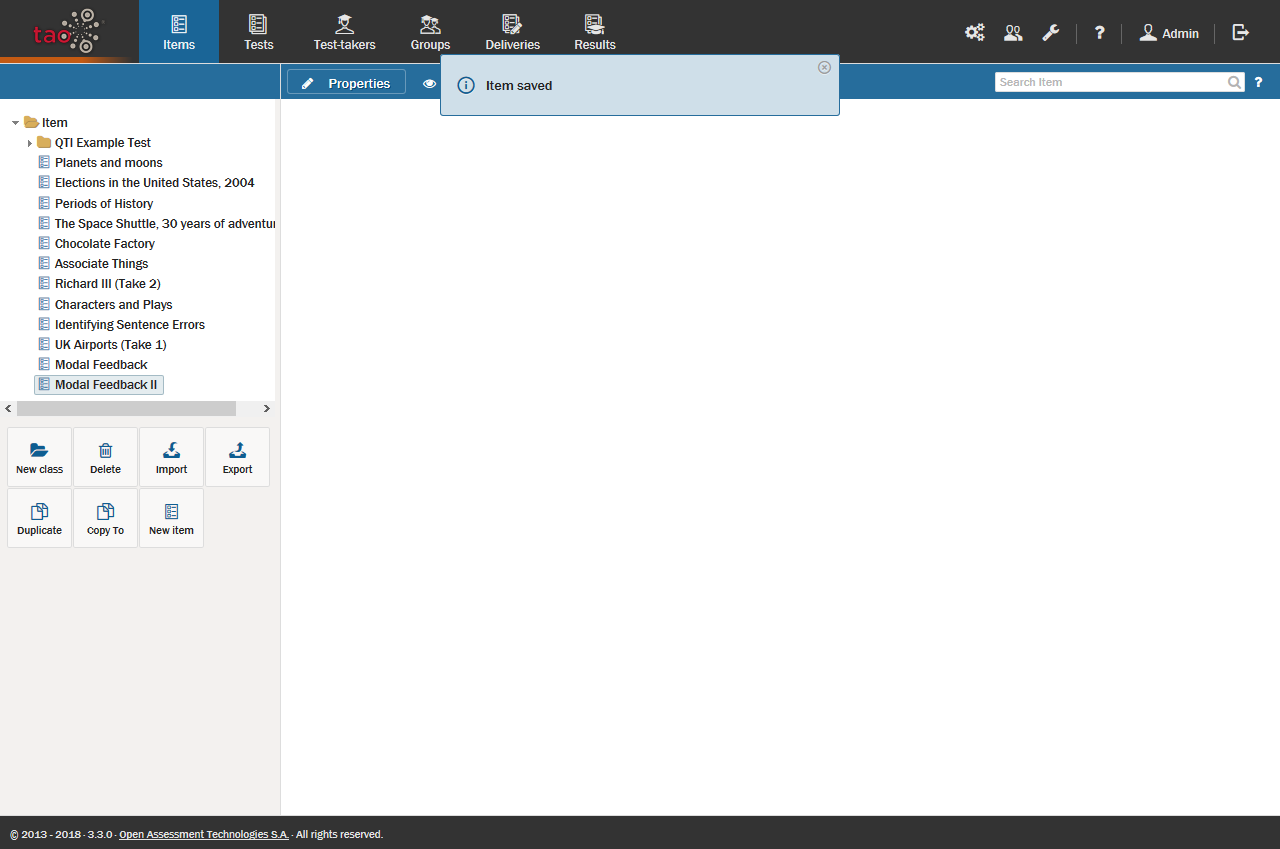 tao
Items
Tests
Test-takers
Groups
Deliveries
Results
?
Admin
Properties
Item saved
Search Item
?
Item
QTI Example Test
Planets and moons
Elections in the United States, 2004
Periods of History
The Space Shuttle, 30 years of adventur
Chocolate Factory
Associate Things
Richard III (Take 2)
Characters and Plays
Identifying Sentence Errors
UK Airports (Take 1)
Modal Feedback
Modal Feedback II
New class
Delete
Import
Export
Duplicate
Copy To
New item
© 2013 - 2018 · 3.3.0 · Open Assessment Technologies S.A. · All rights reserved.